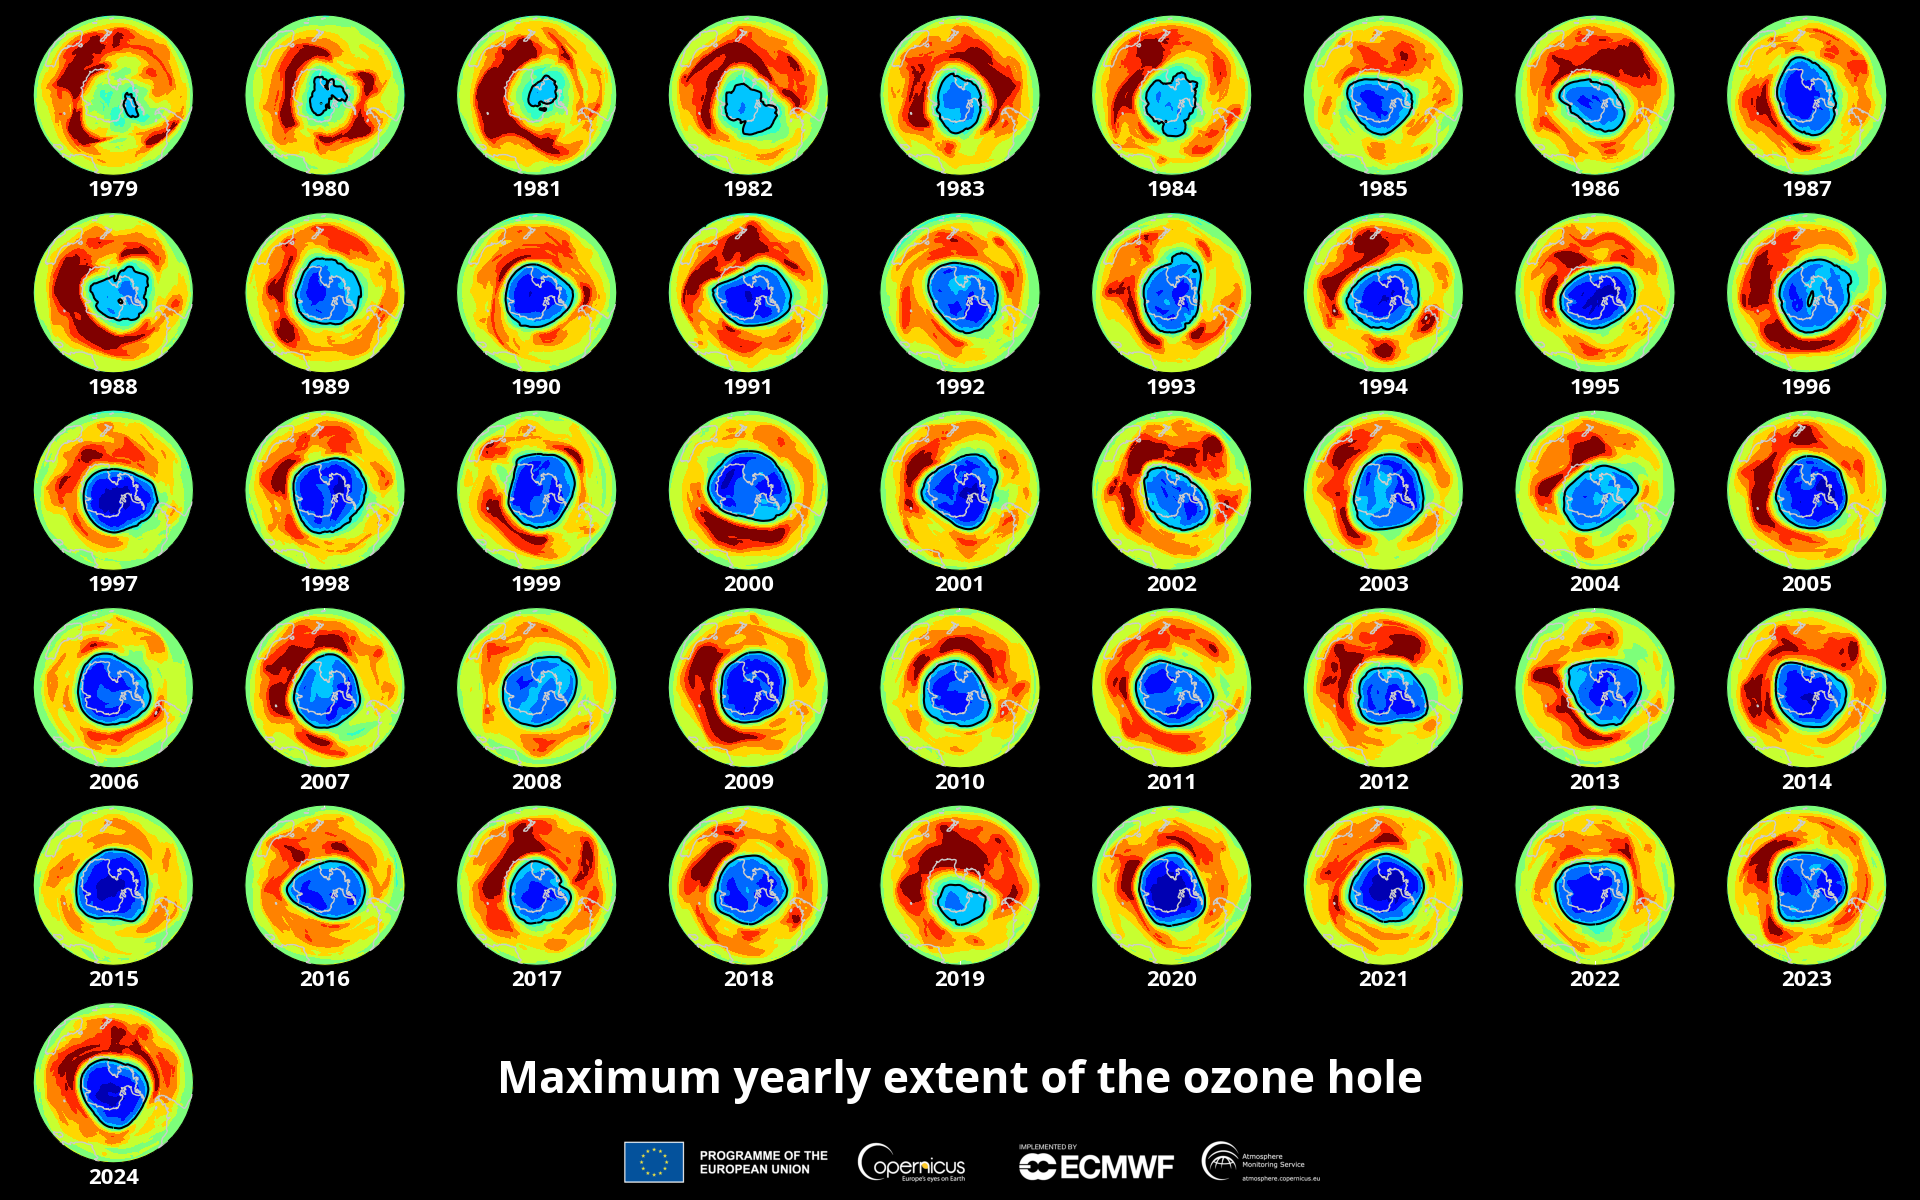 1979 1980 1981 1982 1983 1984 1985 1986 1987
1988 1989 1990 1991 1992 1993 1994 1995 1996
1997 1998 1999 2000 2001 2002 2003 2004 2005
2006 2007 2008 2009 2010 2011 2012 2013 2014
2015 2016 2017 2018 2019 2020 2021 2022 2023
2024
Maximum yearly extent of the ozone hole
PROGRAMME OF THE
EUROPEAN UNION
Copernicus
Europe's eyes on Earth
IMPLEMENTED BY
ECMWF
Atmosphere
Monitoring Service
atmosphere.copernicus.eu